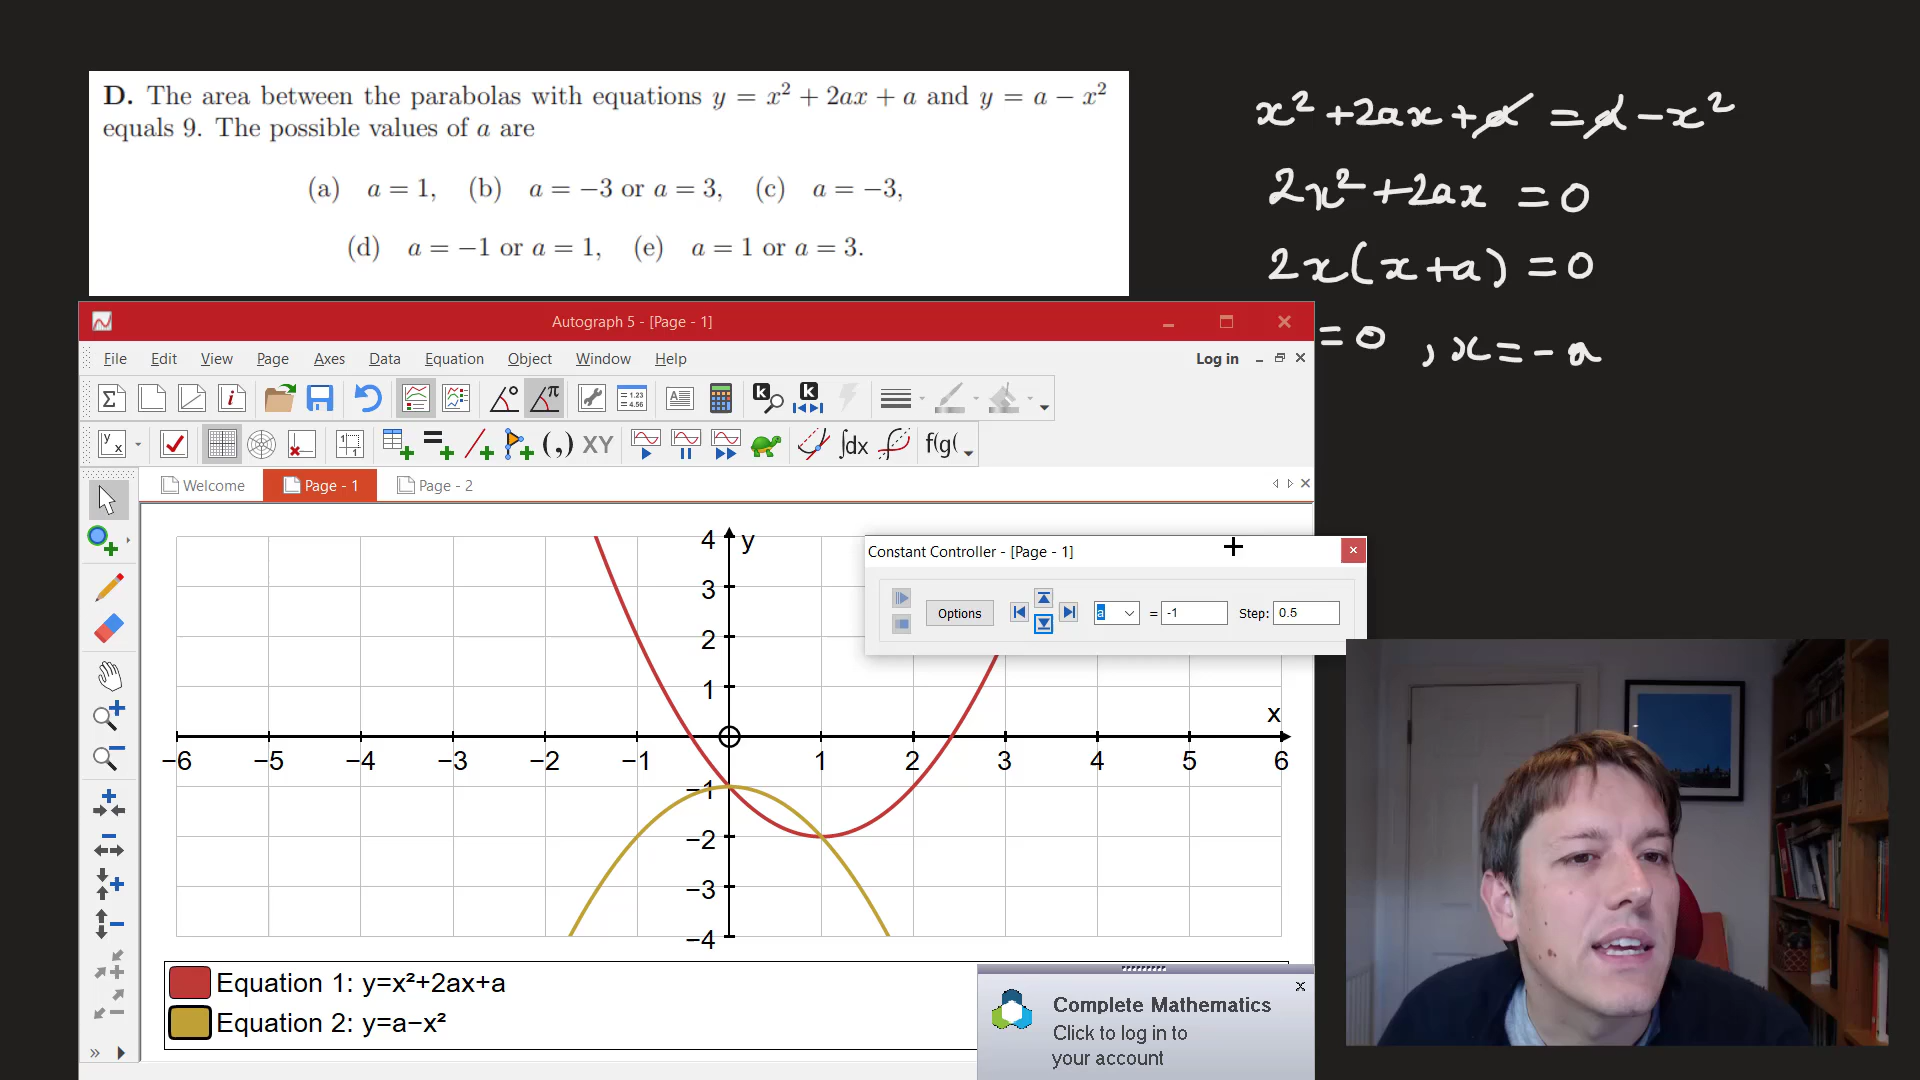 D. The area between the parabolas with equations y = x² + 2ax + a and y = a − x²
equals 9. The possible values of a are
(a) a = 1, (b) a = −3 or a = 3, (c) a = −3,
(d) a = −1 or a = 1, (e) a = 1 or a = 3.
x² + 2ax + a = a − x²
2x² + 2ax = 0
2x(x+a) = 0
= 0 , x = − a
Autograph 5 - [Page - 1]
File Edit View Page Axes Data Equation Object Window Help Log in
Welcome Page - 1 Page - 2
Constant Controller - [Page - 1]
Options a = -1 Step: 0.5
4 y
3
2
1
x
−6 −5 −4 −3 −2 −1 1 2 3 4 5 6
−1
−2
−3
−4
Equation 1: y=x²+2ax+a
Equation 2: y=a−x²
Complete Mathematics
Click to log in to
your account